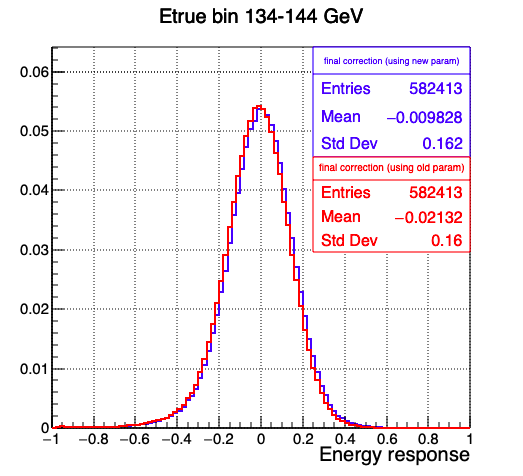 Etrue bin 134-144 GeV
final correction (using new param)
Entries 582413
Mean −0.009828
Std Dev 0.162
final correction (using old param)
Entries 582413
Mean −0.02132
Std Dev 0.16
0.06
0.05
0.04
0.03
0.02
0.01
0
−1 −0.8 −0.6 −0.4 −0.2 0 0.2 0.4 0.6 0.8 1
Energy response